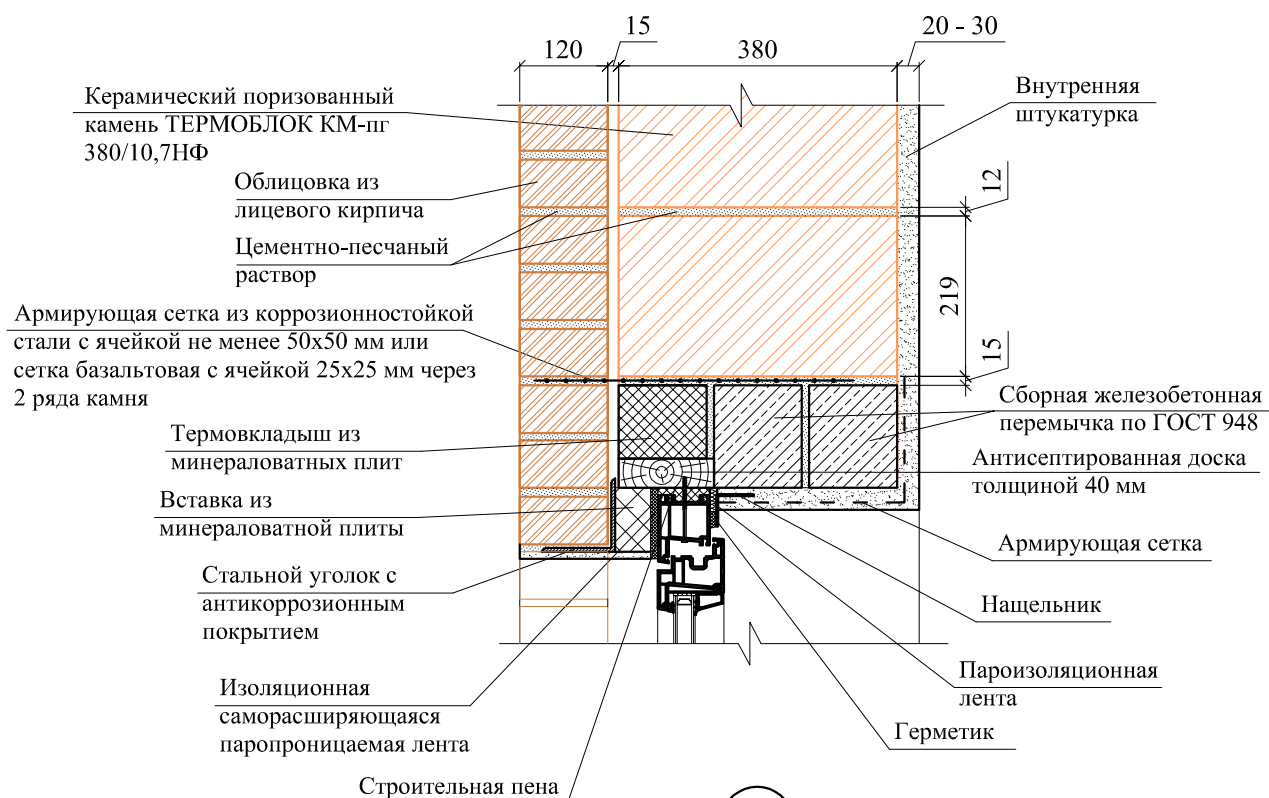 15
20 - 30
120
380
Керамический поризованный
камень ТЕРМОБЛОК КМ-пг
380/10,7НФ
Внутренняя
штукатурка
Облицовка из
лицевого кирпича
12
Цементно-песчаный
раствор
219
Армирующая сетка из коррозионностойкой
стали с ячейкой не менее 50х50 мм или
сетка базальтовая с ячейкой 25х25 мм через
2 ряда камня
15
Сборная железобетонная
перемычка по ГОСТ 948
Термовкладыш из
минераловатных плит
Антисептированная доска
толщиной 40 мм
Вставка из
минераловатной плиты
Армирующая сетка
Стальной уголок с
антикоррозионным
покрытием
Нащельник
Пароизоляционная
лента
Изоляционная
саморасширяющаяся
паропроницаемая лента
Герметик
Строительная пена